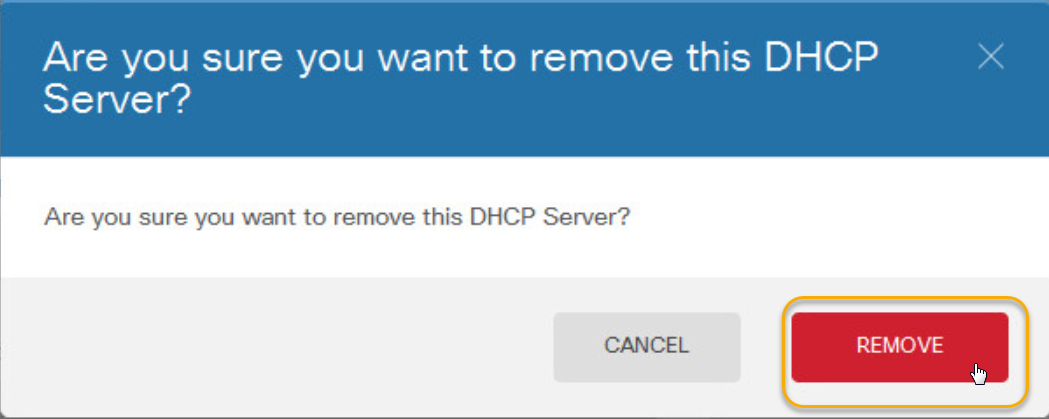 Are you sure you want to remove this DHCP
Server?
Are you sure you want to remove this DHCP Server?
CANCEL
REMOVE